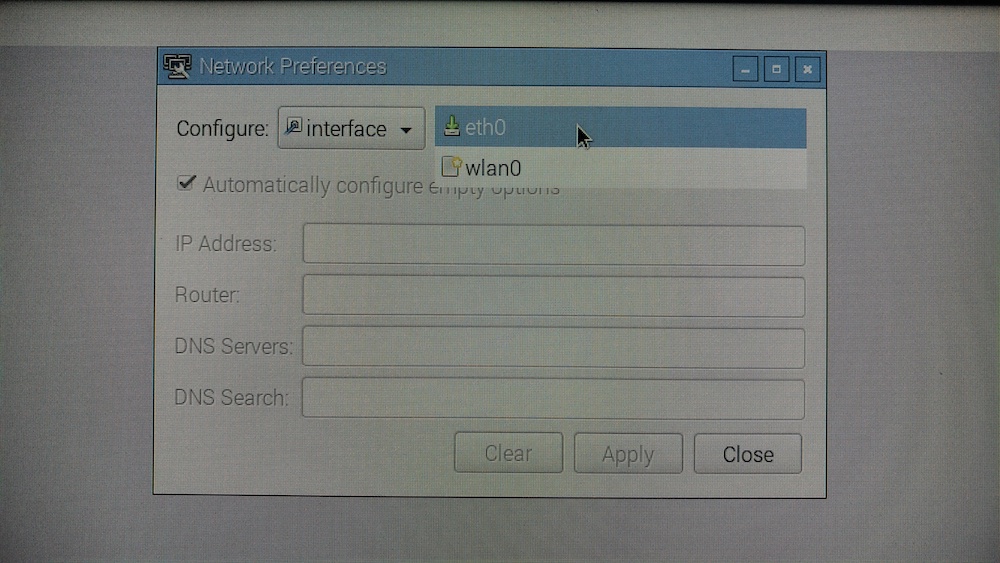 Network Preferences
Configure: interface eth0
wlan0
Automatically configure empty options
IP Address:
Router:
DNS Servers:
DNS Search:
Clear Apply Close